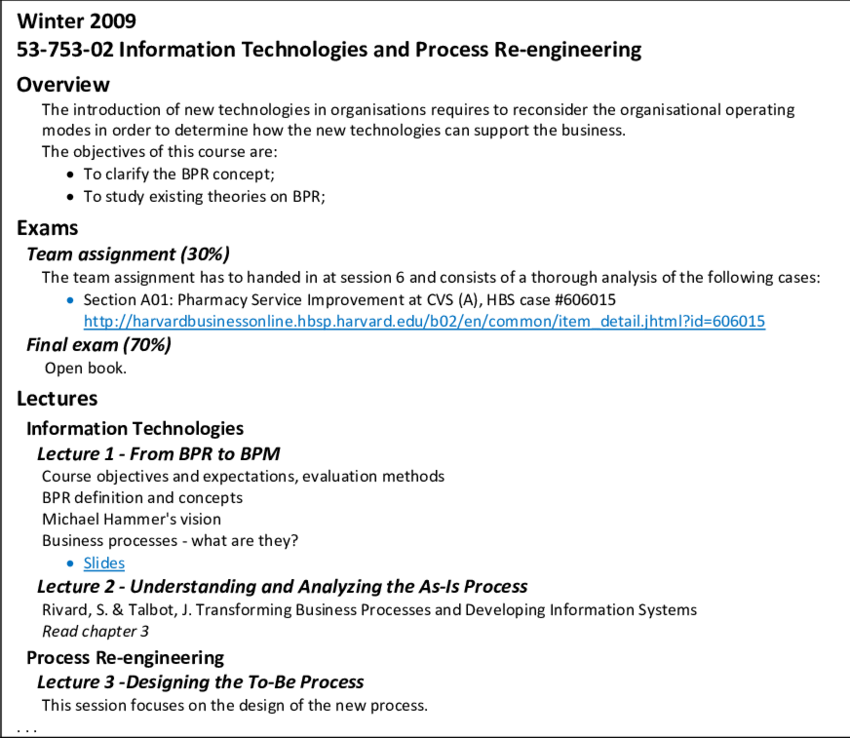 Winter 2009
53-753-02 Information Technologies and Process Re-engineering
Overview
The introduction of new technologies in organisations requires to reconsider the organisational operating
modes in order to determine how the new technologies can support the business.
The objectives of this course are:
• To clarify the BPR concept;
• To study existing theories on BPR;
Exams
Team assignment (30%)
The team assignment has to handed in at session 6 and consists of a thorough analysis of the following cases:
• Section A01: Pharmacy Service Improvement at CVS (A), HBS case #606015
http://harvardbusinessonline.hbsp.harvard.edu/b02/en/common/item_detail.jhtml?id=606015
Final exam (70%)
Open book.
Lectures
Information Technologies
Lecture 1 - From BPR to BPM
Course objectives and expectations, evaluation methods
BPR definition and concepts
Michael Hammer's vision
Business processes - what are they?
• Slides
Lecture 2 - Understanding and Analyzing the As-Is Process
Rivard, S. & Talbot, J. Transforming Business Processes and Developing Information Systems
Read chapter 3
Process Re-engineering
Lecture 3 -Designing the To-Be Process
This session focuses on the design of the new process.
. . .